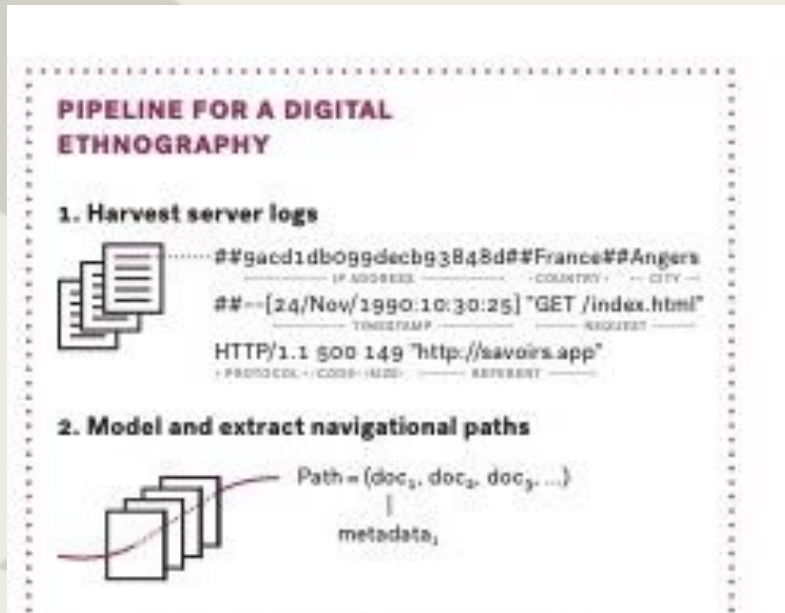 PIPELINE FOR A DIGITAL
ETHNOGRAPHY
1. Harvest server logs
##9acd1db099decb93848d##France##Angers
IP ADDRESS COUNTRY CITY
##--[24/Nov/1990:10:30:25] "GET /index.html"
TIMESTAMP REQUEST
HTTP/1.1 500 149 "http://savoirs.app"
PROTOCOL CODE SIZE REFERENT
2. Model and extract navigational paths
Path = (doc₁, doc₂, doc₃, ...)
metadata₁